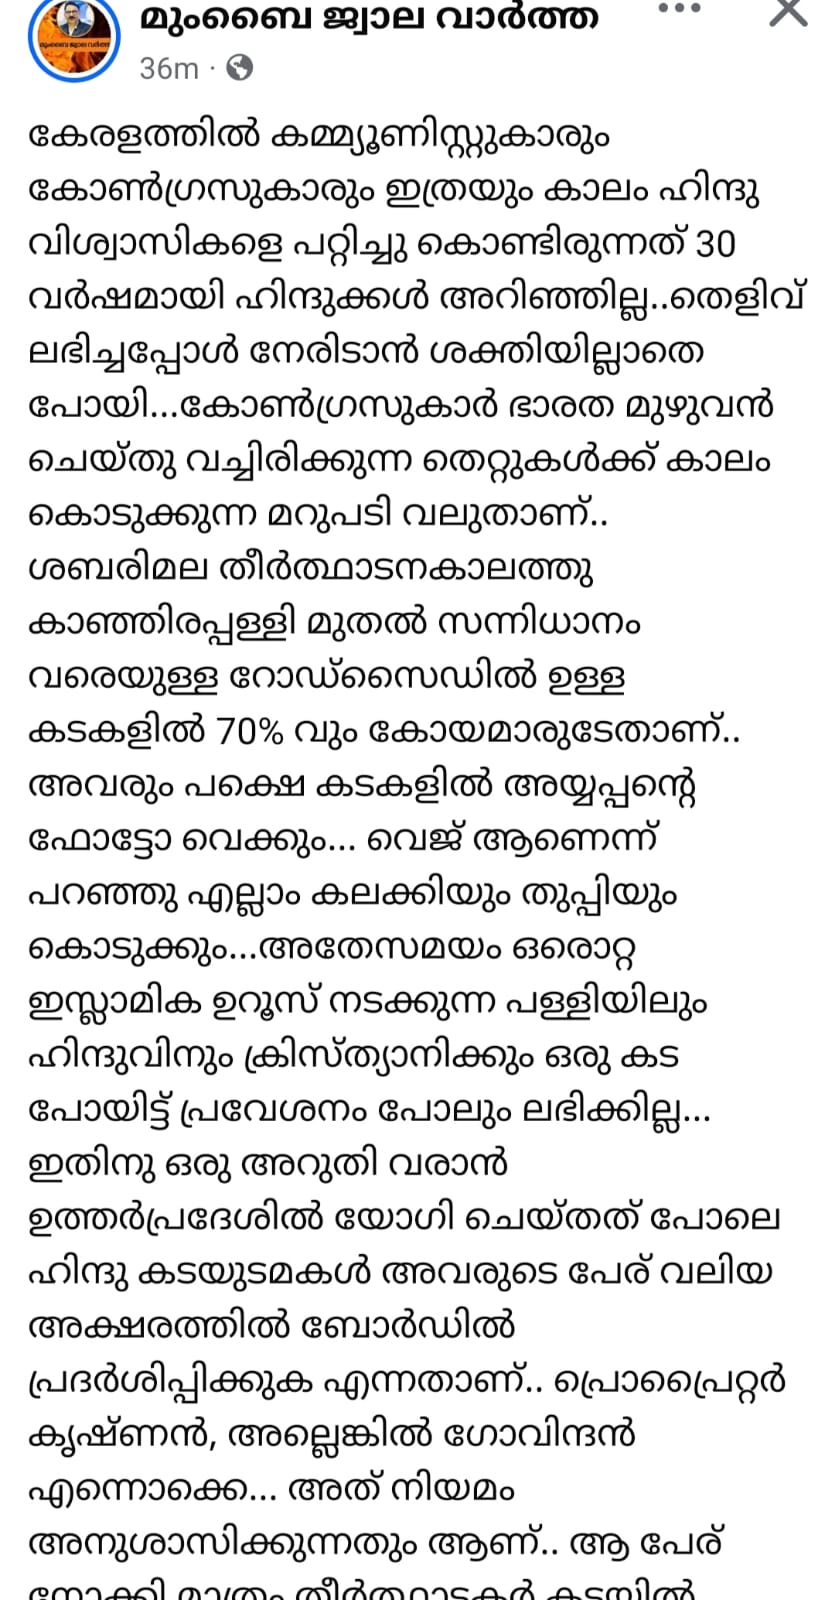 മുംബൈ ജ്വാല വാർത്ത
36m
കേരളത്തിൽ കമ്മ്യൂണിസ്റ്റുകാരും
കോൺഗ്രസുകാരും ഇത്രയും കാലം ഹിന്ദു
വിശ്വാസികളെ പറ്റിച്ചു കൊണ്ടിരുന്നത് 30
വർഷമായി ഹിന്ദുക്കൾ അറിഞ്ഞില്ല..തെളിവ്
ലഭിച്ചപ്പോൾ നേരിടാൻ ശക്തിയില്ലാതെ
പോയി...കോൺഗ്രസുകാർ ഭാരത മുഴുവൻ
ചെയ്തു വച്ചിരിക്കുന്ന തെറ്റുകൾക്ക് കാലം
കൊടുക്കുന്ന മറുപടി വലുതാണ്..
ശബരിമല തീർത്ഥാടനകാലത്തു
കാഞ്ഞിരപ്പള്ളി മുതൽ സന്നിധാനം
വരെയുള്ള റോഡ്സൈഡിൽ ഉള്ള
കടകളിൽ 70% വും കോയമാരുടേതാണ്..
അവരും പക്ഷെ കടകളിൽ അയ്യപ്പന്റെ
ഫോട്ടോ വെക്കും... വെജ് ആണെന്ന്
പറഞ്ഞു എല്ലാം കലക്കിയും തുപ്പിയും
കൊടുക്കും...അതേസമയം ഒരൊറ്റ
ഇസ്ലാമിക ഉറൂസ് നടക്കുന്ന പള്ളിയിലും
ഹിന്ദുവിനും ക്രിസ്ത്യാനിക്കും ഒരു കട
പോയിട്ട് പ്രവേശനം പോലും ലഭിക്കില്ല...
ഇതിനു ഒരു അറുതി വരാൻ
ഉത്തർപ്രദേശിൽ യോഗി ചെയ്തത് പോലെ
ഹിന്ദു കടയുടമകൾ അവരുടെ പേര് വലിയ
അക്ഷരത്തിൽ ബോർഡിൽ
പ്രദർശിപ്പിക്കുക എന്നതാണ്.. പ്രൊപ്രൈറ്റർ
കൃഷ്ണൻ, അല്ലെങ്കിൽ ഗോവിന്ദൻ
എന്നൊക്കെ... അത് നിയമം
അനുശാസിക്കുന്നതും ആണ്.. ആ പേര്
നോക്കി മാത്രം തീർത്ഥാടകർ കടയിൽ